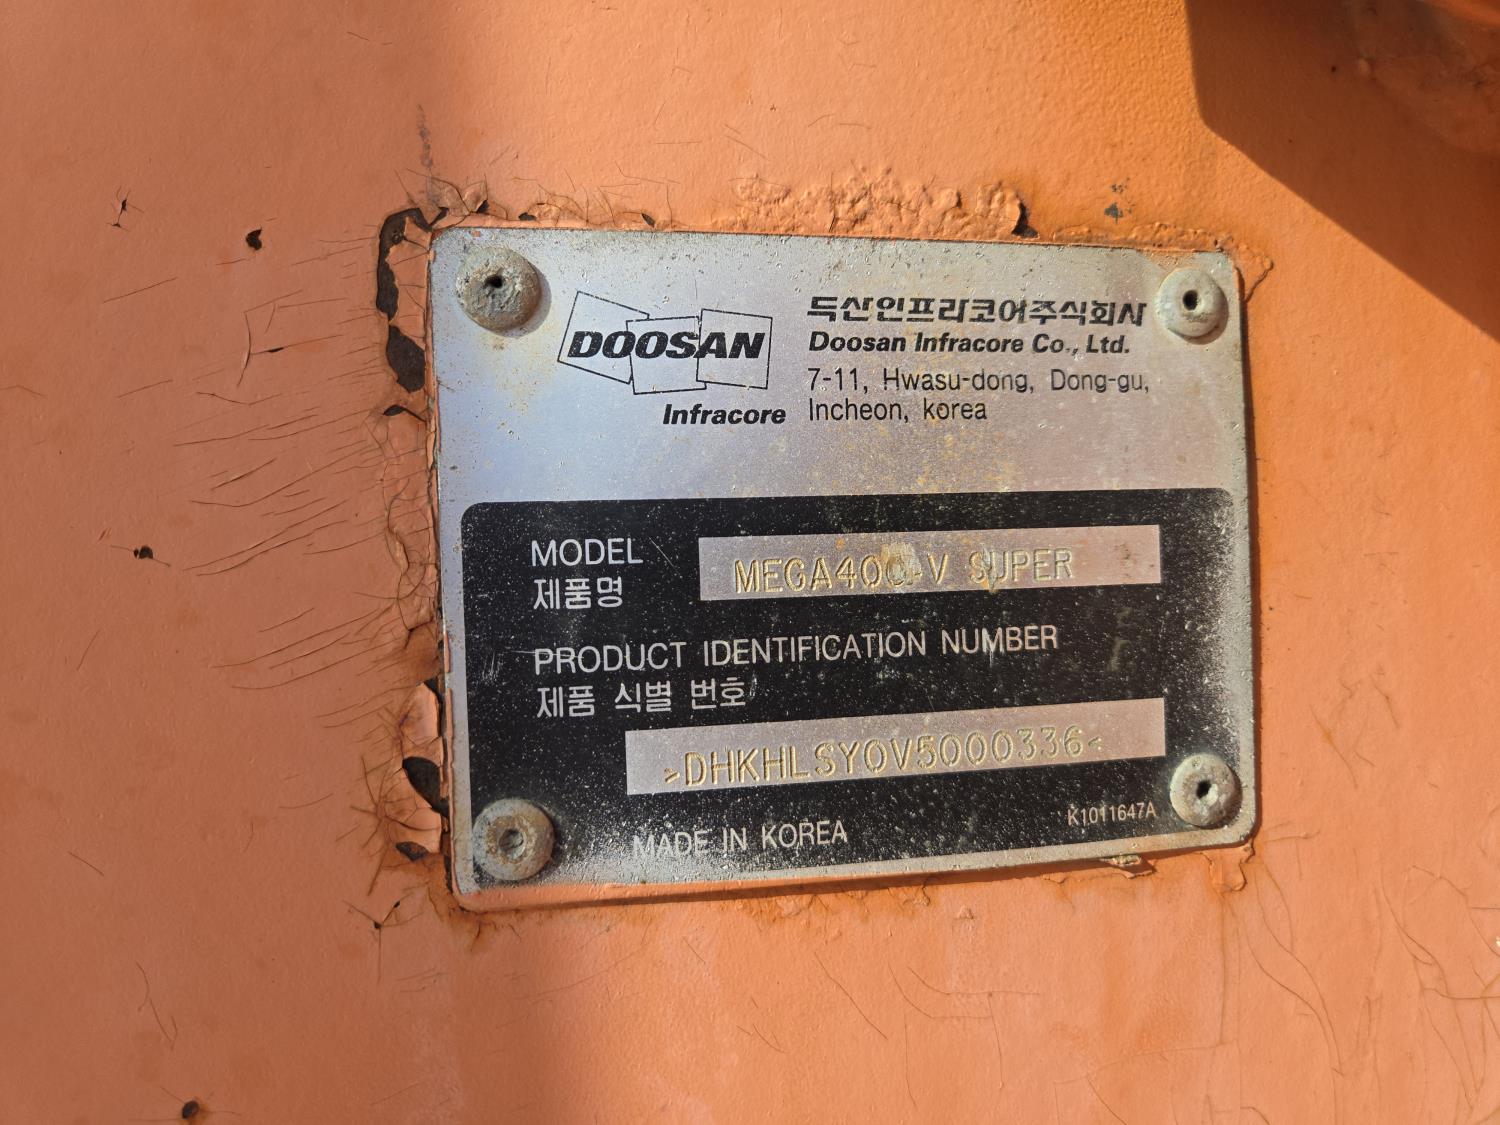 DOOSAN
Infracore
두산인프라코어주식회사
Doosan Infracore Co., Ltd.
7-11, Hwasu-dong, Dong-gu,
Incheon, korea
MODEL
제품명
MEGA400-V SUPER
PRODUCT IDENTIFICATION NUMBER
제품 식별 번호
>DHKHLSY0V5000336<
MADE IN KOREA
K1011647A